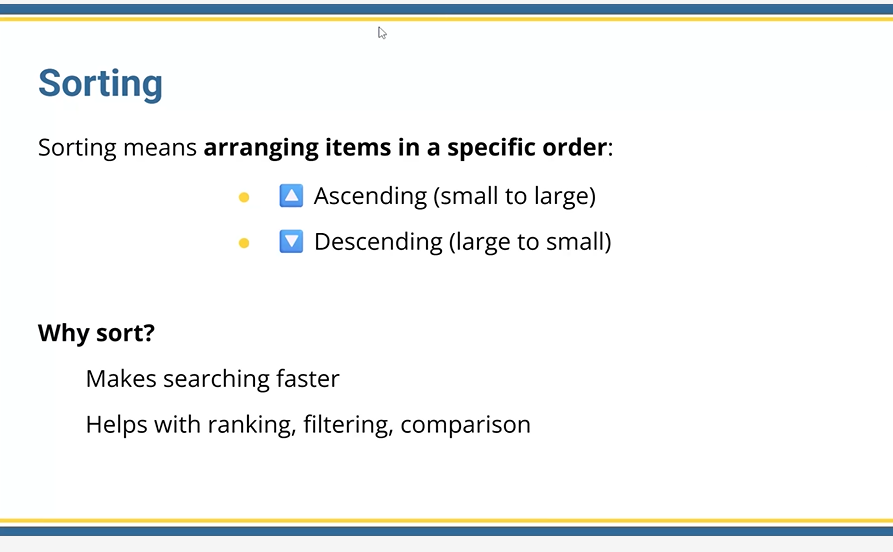 Sorting
Sorting means arranging items in a specific order:
🔼 Ascending (small to large)
🔽 Descending (large to small)
Why sort?
Makes searching faster
Helps with ranking, filtering, comparison